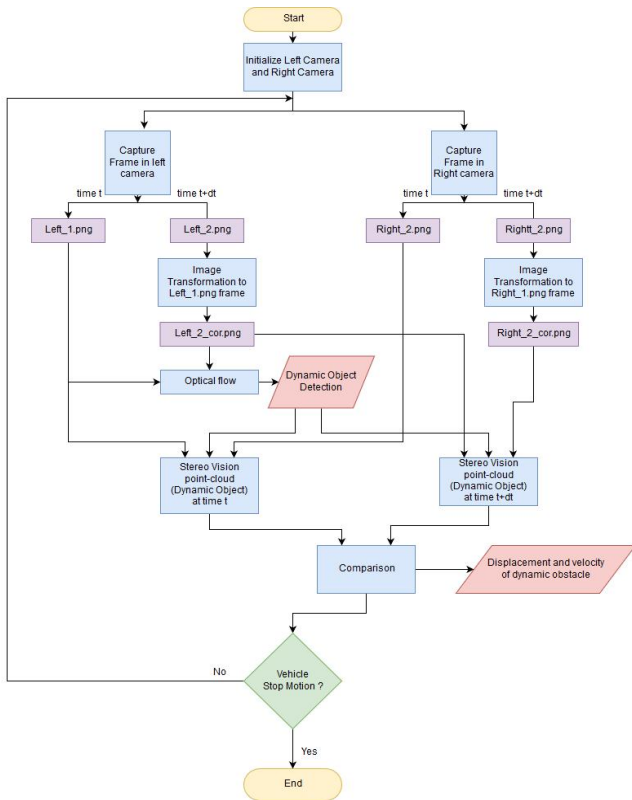 Start
Initialize Left Camera
and Right Camera
Capture
Frame in left
camera
Capture
Frame in
Right camera
time t
time t+dt
time t
time t+dt
Left_1.png
Left_2.png
Right_2.png
Rightt_2.png
Image
Transformation to
Left_1.png frame
Image
Transformation to
Right_1.png frame
Left_2_cor.png
Right_2_cor.png
Optical flow
Dynamic Object
Detection
Stereo Vision
point-cloud
(Dynamic Object)
at time t
Stereo Vision
point-cloud
(Dynamic Object)
at time t+dt
Comparison
Displacement and velocity
of dynamic obstacle
No
Vehicle
Stop Motion ?
Yes
End